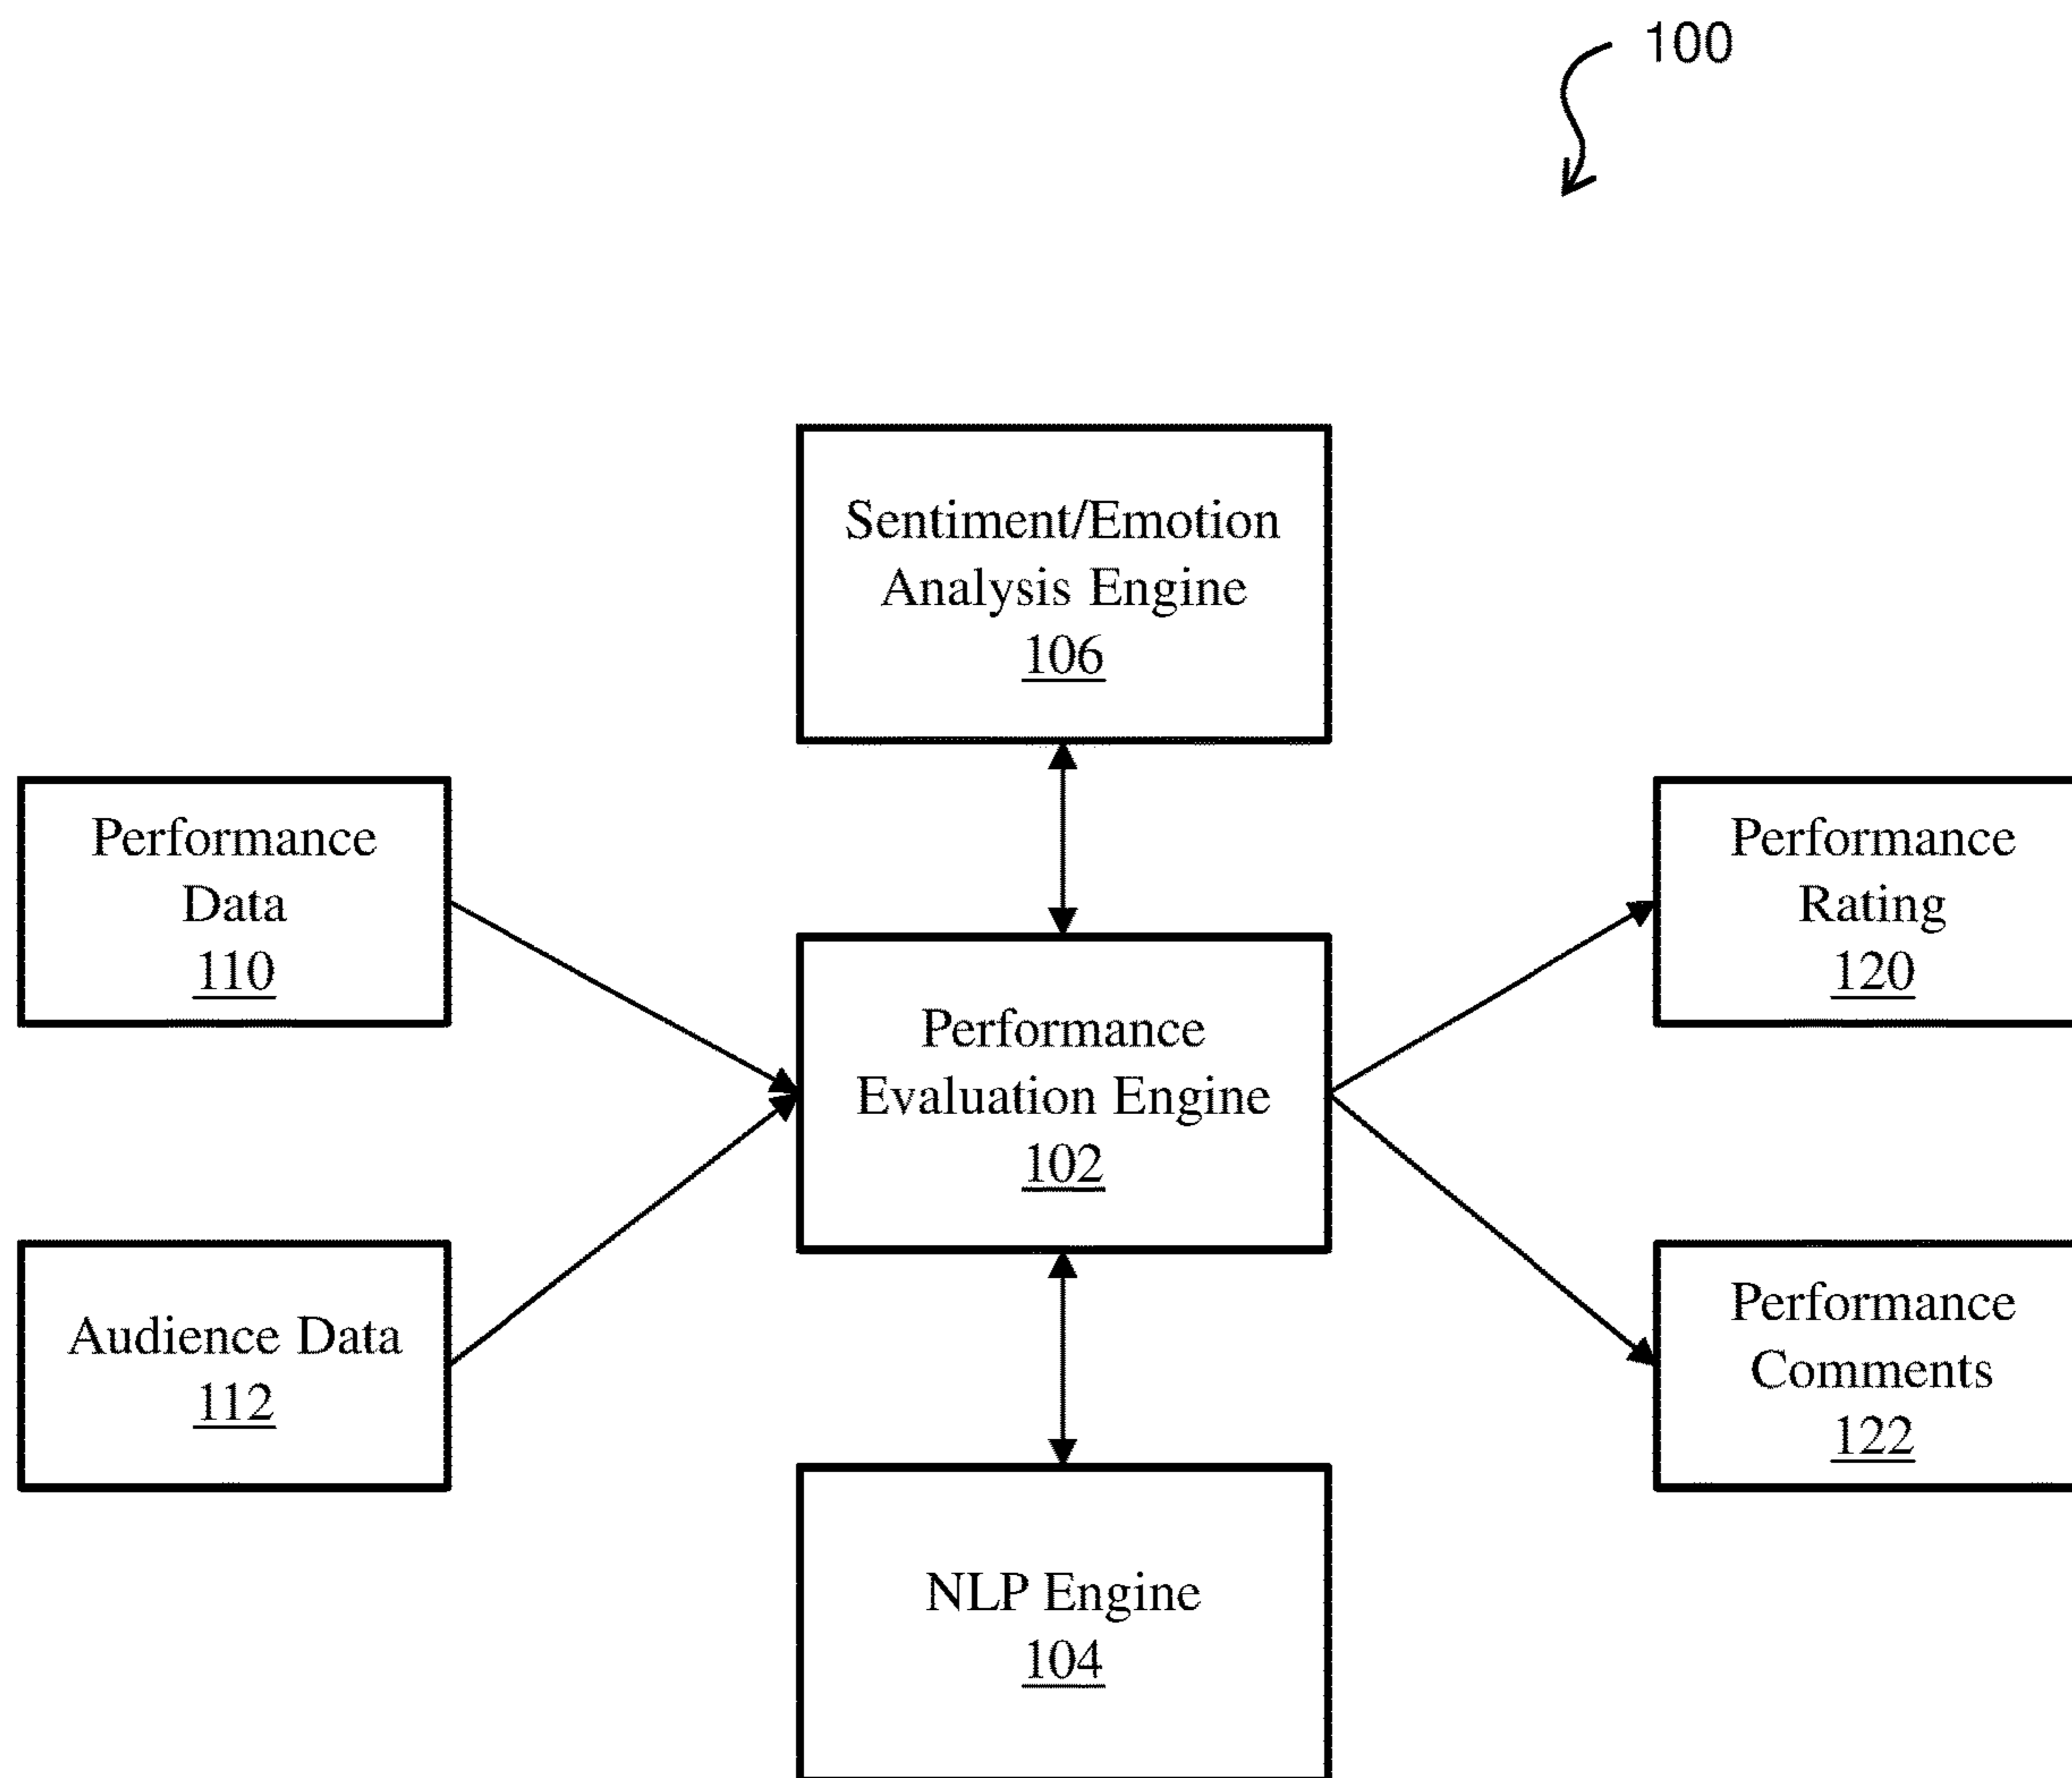 100
Sentiment/Emotion
Analysis Engine
106
Performance
Data
110
Performance
Rating
120
Performance
Evaluation Engine
102
Audience Data
112
Performance
Comments
122
NLP Engine
104